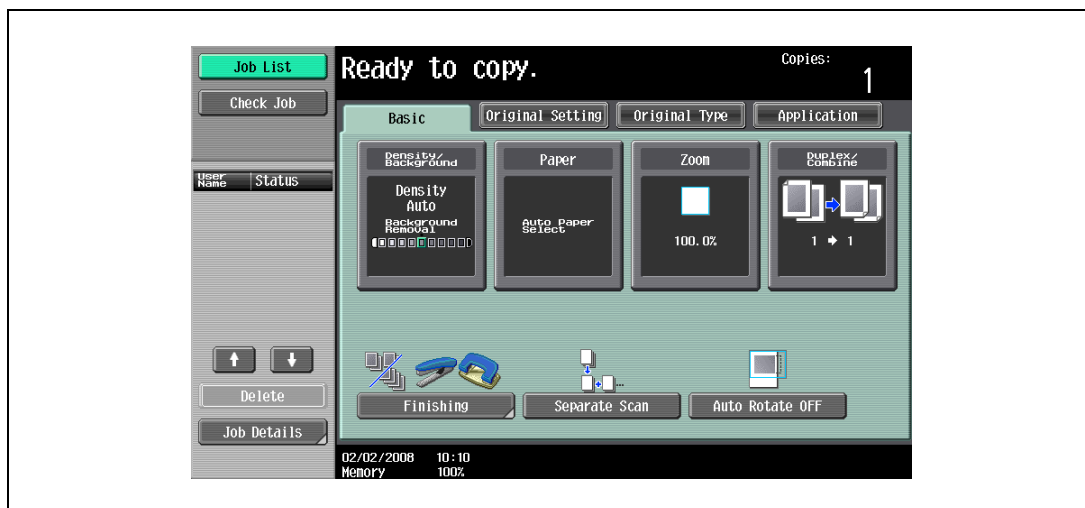 Job List
Check Job
User
Name
Status
Delete
Job Details
Ready to copy.
Copies:
1
Basic
Original Setting
Original Type
Application
Density/
Background
Density
Auto
Background
Removal
Paper
Auto Paper
Select
Zoom
100.0%
Duplex/
Combine
1 → 1
Finishing
Separate Scan
Auto Rotate OFF
02/02/2008 10:10
Memory 100%